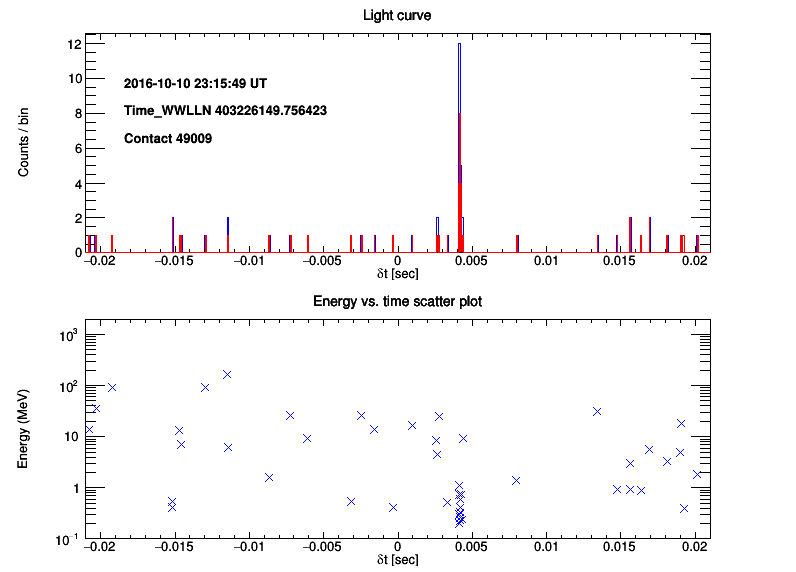 Light curve
Counts / bin
12
10
8
6
4
2
0
2016-10-10 23:15:49 UT
Time_WWLLN 403226149.756423
Contact 49009
−0.02 −0.015 −0.01 −0.005 0 0.005 0.01 0.015 0.02
δt [sec]
Energy vs. time scatter plot
Energy (MeV)
10³
10²
10
1
10⁻¹
−0.02 −0.015 −0.01 −0.005 0 0.005 0.01 0.015 0.02
δt [sec]